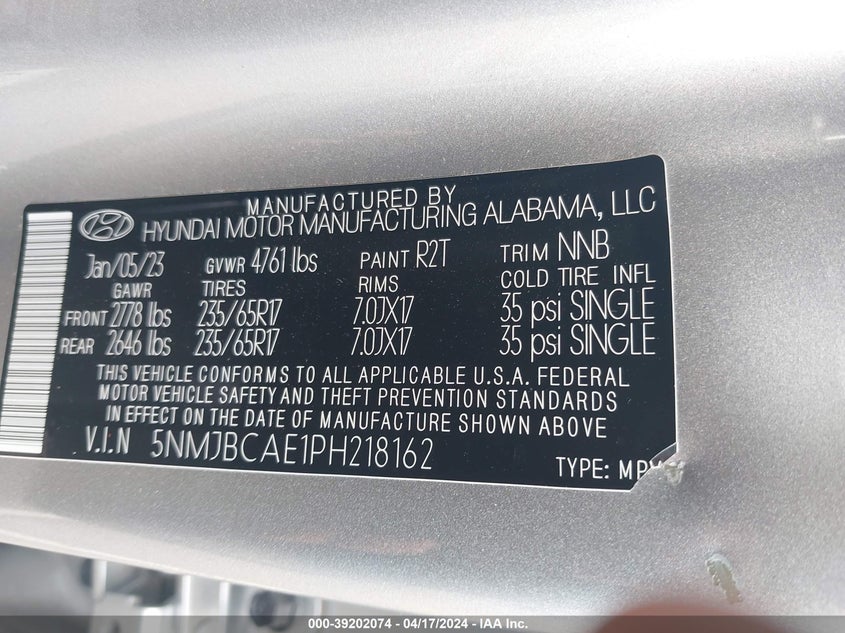 MANUFACTURED BY
HYUNDAI MOTOR MANUFACTURING ALABAMA, LLC
Jan/05/23 GVWR 4761 lbs PAINT R2T TRIM NNB
GAWR TIRES RIMS COLD TIRE INFL
FRONT 2778 lbs 235/65R17 7.0JX17 35 psi SINGLE
REAR 2646 lbs 235/65R17 7.0JX17 35 psi SINGLE
THIS VEHICLE CONFORMS TO ALL APPLICABLE U.S.A. FEDERAL
MOTOR VEHICLE SAFETY AND THEFT PREVENTION STANDARDS
IN EFFECT ON THE DATE OF MANUFACTURE SHOWN ABOVE
V.I.N 5NMJBCAE1PH218162
TYPE:
000-39202074 - 04/17/2024 - IAA Inc.